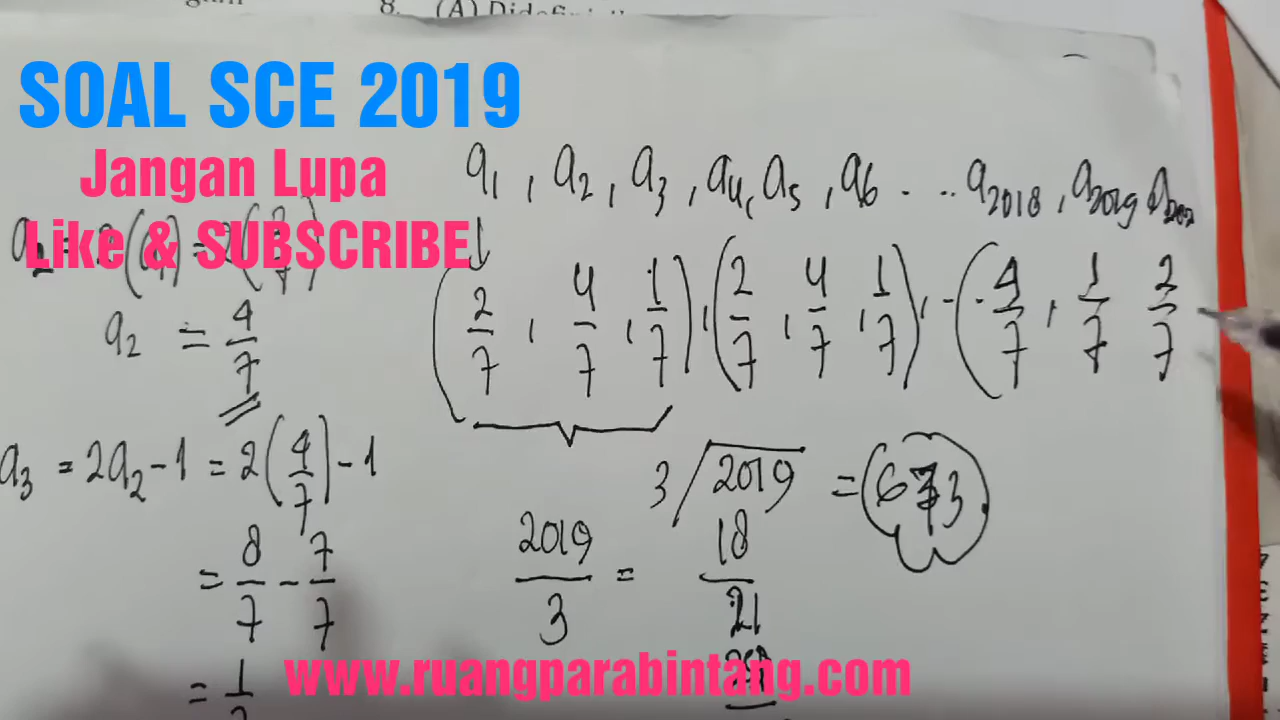 8. (A) Didefinisi
SOAL SCE 2019
Jangan Lupa
Like & SUBSCRIBE
a₁, a₂, a₃, a₄, a₅, a₆ . . .. a₂₀₁₈, a₂₀₁₉
(2/7, 4/7, 1/7), (2/7, 4/7, 1/7), - - (4/7, 1/7 2/7
a₂ = 4/7
a₃ = 2a₂ - 1 = 2(4/7) - 1
= 8/7 - 7/7
= 1/
3 / 2019 = 673
18
21
2019/3 =
www.ruangparabintang.com